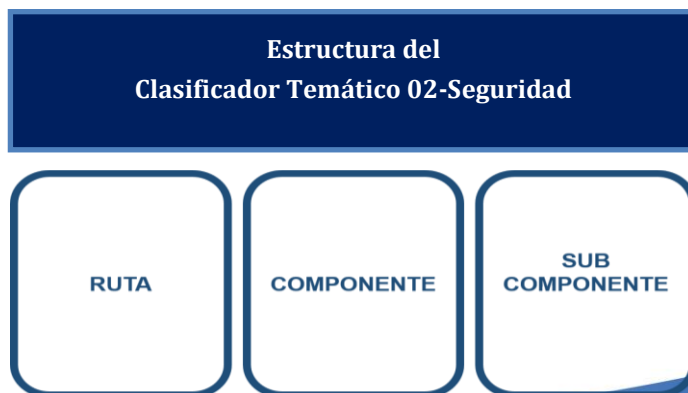 Estructura del
Clasificador Temático 02-Seguridad
RUTA
COMPONENTE
SUB
COMPONENTE